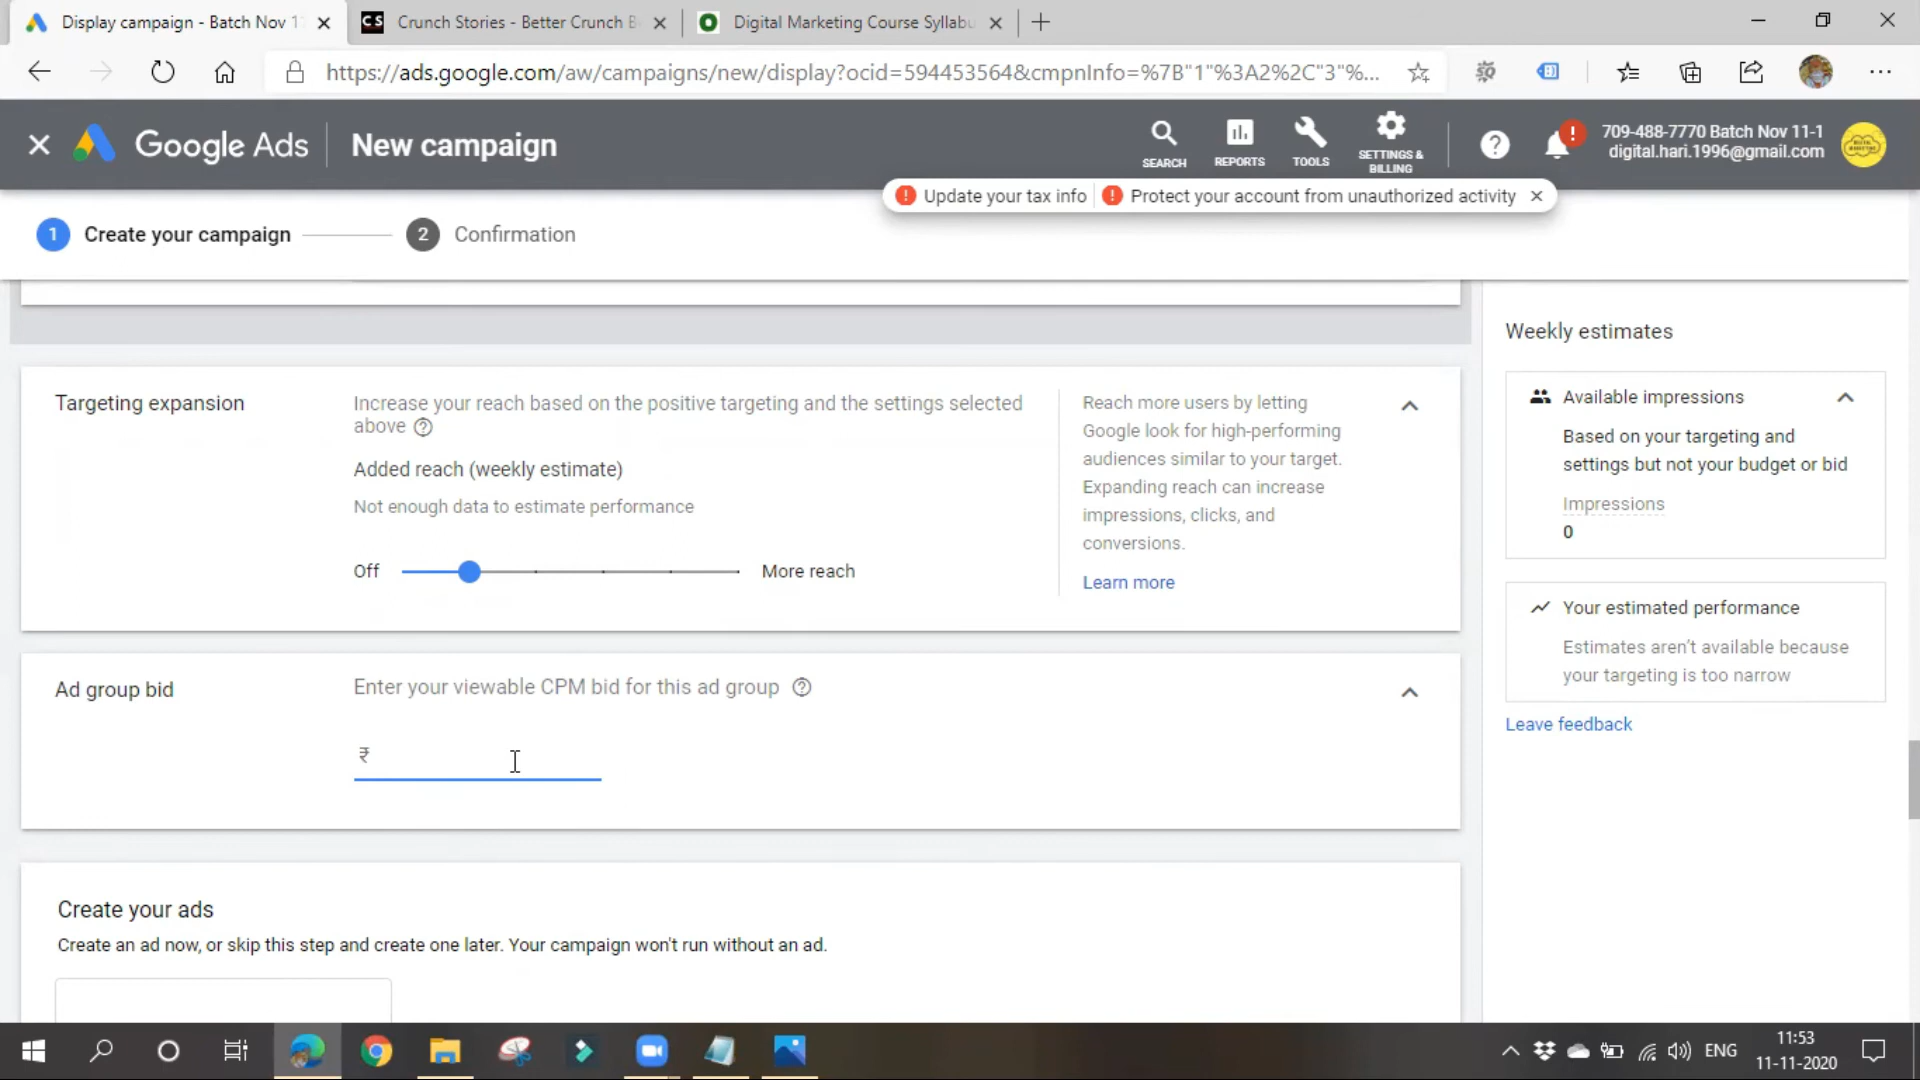 Display campaign - Batch Nov 1
Crunch Stories - Better Crunch B
Digital Marketing Course Syllabu
https://ads.google.com/aw/campaigns/new/display?ocid=594453564&cmpnInfo=%7B"1"%3A2%2C"3"%...
Google Ads
New campaign
SEARCH
REPORTS
TOOLS
SETTINGS &
BILLING
709-488-7770 Batch Nov 11-1
digital.hari.1996@gmail.com
Update your tax info
Protect your account from unauthorized activity
1 Create your campaign
2 Confirmation
Targeting expansion
Increase your reach based on the positive targeting and the settings selected
above
Added reach (weekly estimate)
Not enough data to estimate performance
Off
More reach
Reach more users by letting
Google look for high-performing
audiences similar to your target.
Expanding reach can increase
impressions, clicks, and
conversions.
Learn more
Ad group bid
Enter your viewable CPM bid for this ad group
₹
Create your ads
Create an ad now, or skip this step and create one later. Your campaign won't run without an ad.
Weekly estimates
Available impressions
Based on your targeting and
settings but not your budget or bid
Impressions
0
Your estimated performance
Estimates aren't available because
your targeting is too narrow
Leave feedback
ENG
11:53
11-11-2020